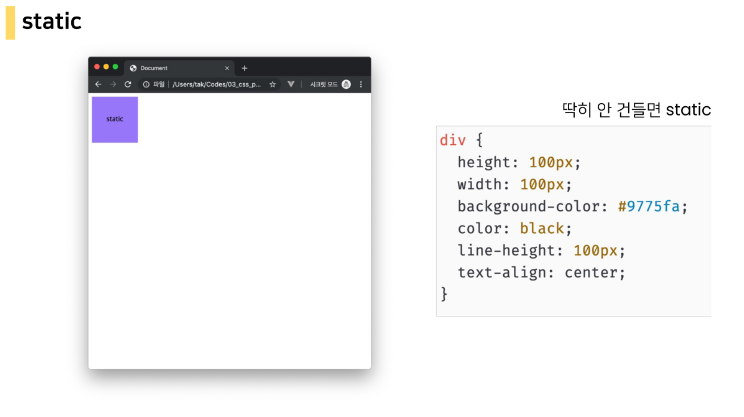 static
Document
파일 | /Users/tak/Codes/03_css_p...
시크릿 모드
static
딱히 안 건들면 static
div {
height: 100px;
width: 100px;
background-color: #9775fa;
color: black;
line-height: 100px;
text-align: center;
}